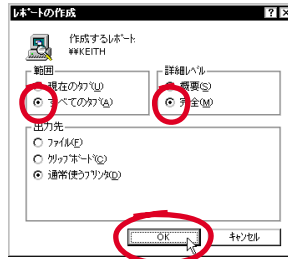 ﾚﾎﾟｰﾄの作成
作成するﾚﾎﾟｰﾄ:
¥¥KEITH
範囲
現在のﾀﾌﾞ(U)
すべてのﾀﾌﾞ(A)
詳細ﾚﾍﾞﾙ
概要(S)
完全(M)
出力先
ﾌｧｲﾙ(F)
ｸﾘｯﾌﾟﾎﾞｰﾄﾞ(C)
通常使うﾌﾟﾘﾝﾀ(D)
OK
ｷｬﾝｾﾙ